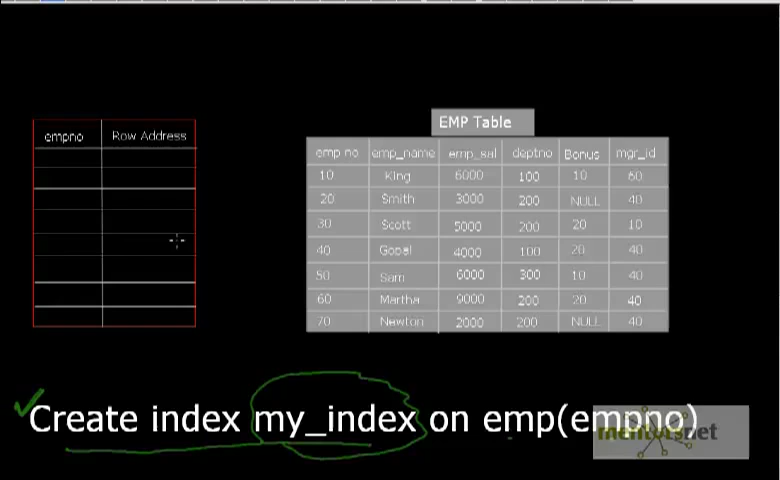 empno Row Address
EMP Table
emp no emp_name emp_sal deptno Bonus mgr_id
10 King 6000 100 10 60
20 Smith 3000 200 NULL 40
30 Scott 5000 200 20 10
40 Gopal 4000 100 20 40
50 Sam 6000 300 10 40
60 Martha 9000 200 20 40
70 Newton 2000 200 NULL 40
Create index my_index on emp(empno)
mentorsnet